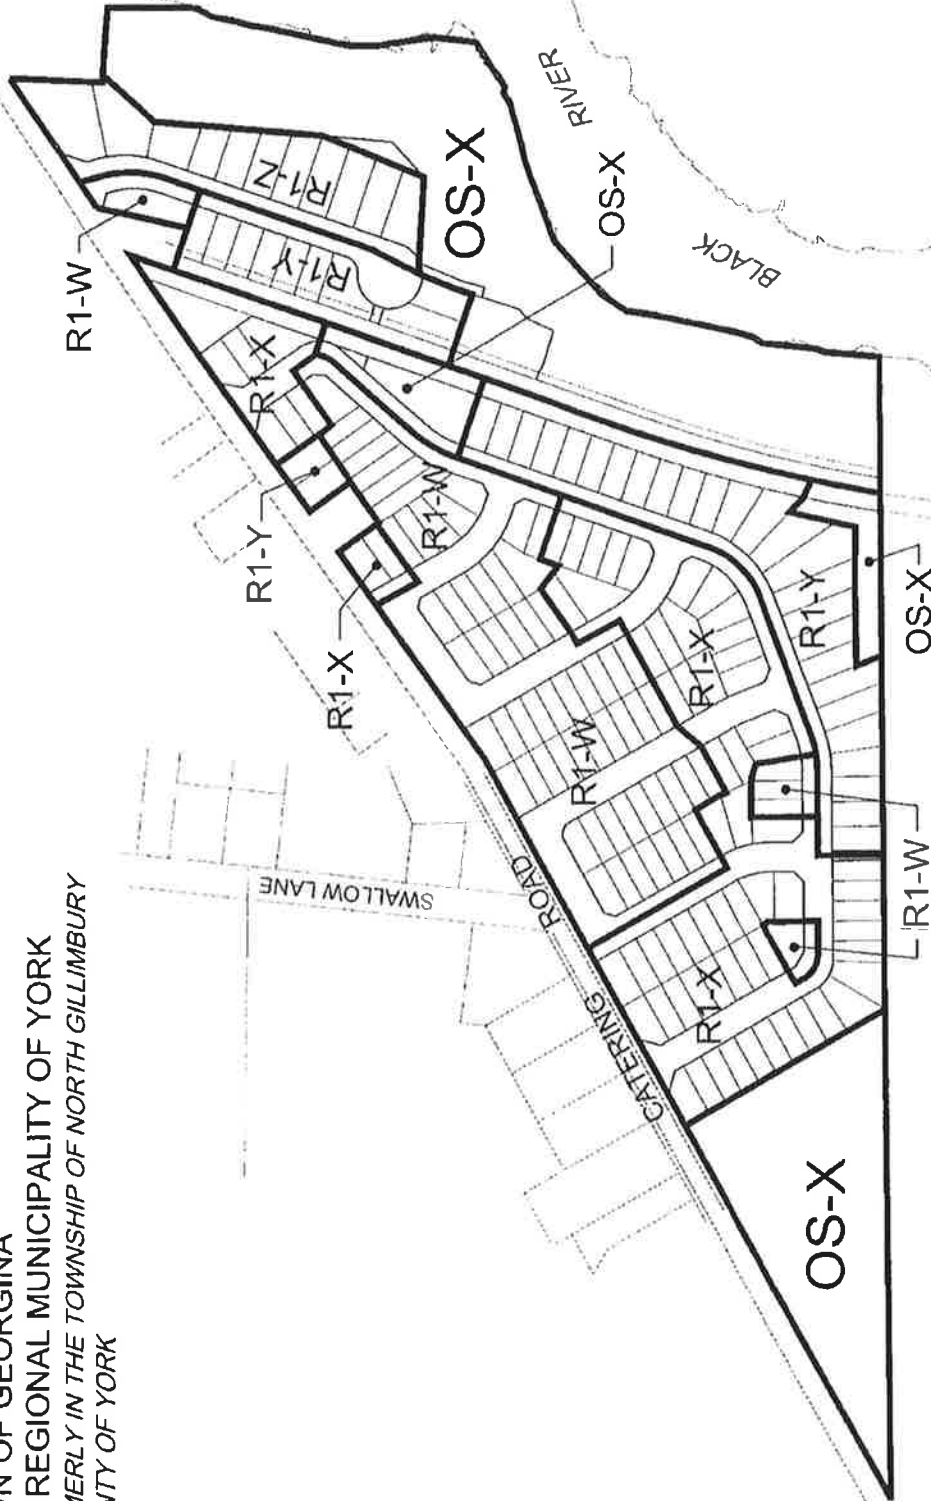 N OF GEORGINA
REGIONAL MUNICIPALITY OF YORK
MERLY IN THE TOWNSHIP OF NORTH GILLIMBURY
NTY OF YORK
R1-W
R1-Z
R1-Y
OS-X
RIVER
BLACK
OS-X
R1-X
R1-Y
R1-W
R1-X
R1-X
R1-Y
R1-W
OS-X
R1-W
R1-X
SWALLOW LANE
CATERING ROAD
OS-X